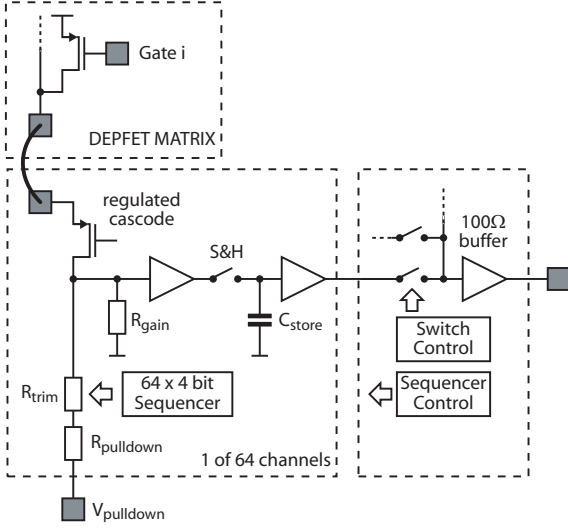 Gate i
DEPFET MATRIX
regulated
cascode
S&H
100Ω
buffer
Rgain
Cstore
Switch
Control
Rtrim
64 x 4 bit
Sequencer
Sequencer
Control
Rpulldown
1 of 64 channels
Vpulldown